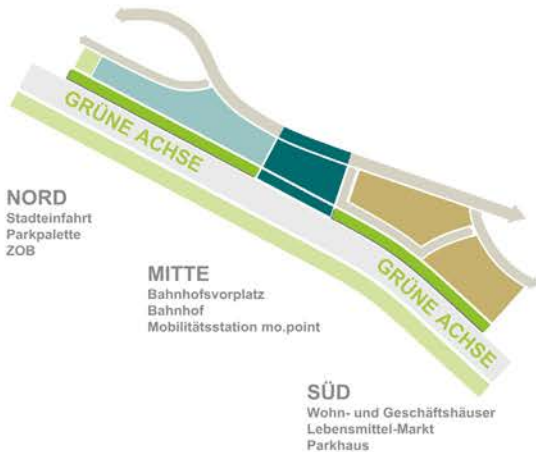 GRÜNE ACHSE
NORD
Stadteinfahrt
Parkpalette
ZOB
MITTE
Bahnhofsvorplatz
Bahnhof
Mobilitätsstation mo.point
GRÜNE ACHSE
SÜD
Wohn- und Geschäftshäuser
Lebensmittel-Markt
Parkhaus